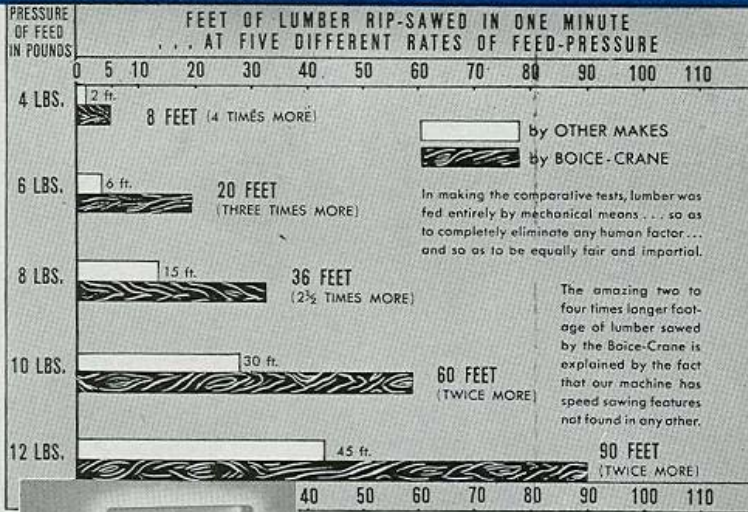 PRESSURE OF FEED IN POUNDS
FEET OF LUMBER RIP-SAWED IN ONE MINUTE
... AT FIVE DIFFERENT RATES OF FEED-PRESSURE
0 5 10 20 30 40 50 60 70 80 90 100 110
4 LBS.
2 ft.
8 FEET (4 TIMES MORE)
by OTHER MAKES
by BOICE-CRANE
6 LBS.
6 ft.
20 FEET
(THREE TIMES MORE)
In making the comparative tests, lumber was
fed entirely by mechanical means ... so as
to completely eliminate any human factor ...
and so as to be equally fair and impartial.
8 LBS.
15 ft.
36 FEET
(2½ TIMES MORE)
The amazing two to
four times longer foot-
age of lumber sawed
by the Boice-Crane is
explained by the fact
that our machine has
speed sawing features
not found in any other.
10 LBS.
30 ft.
60 FEET
(TWICE MORE)
12 LBS.
45 ft.
90 FEET
(TWICE MORE)
40 50 60 70 80 90 100 110